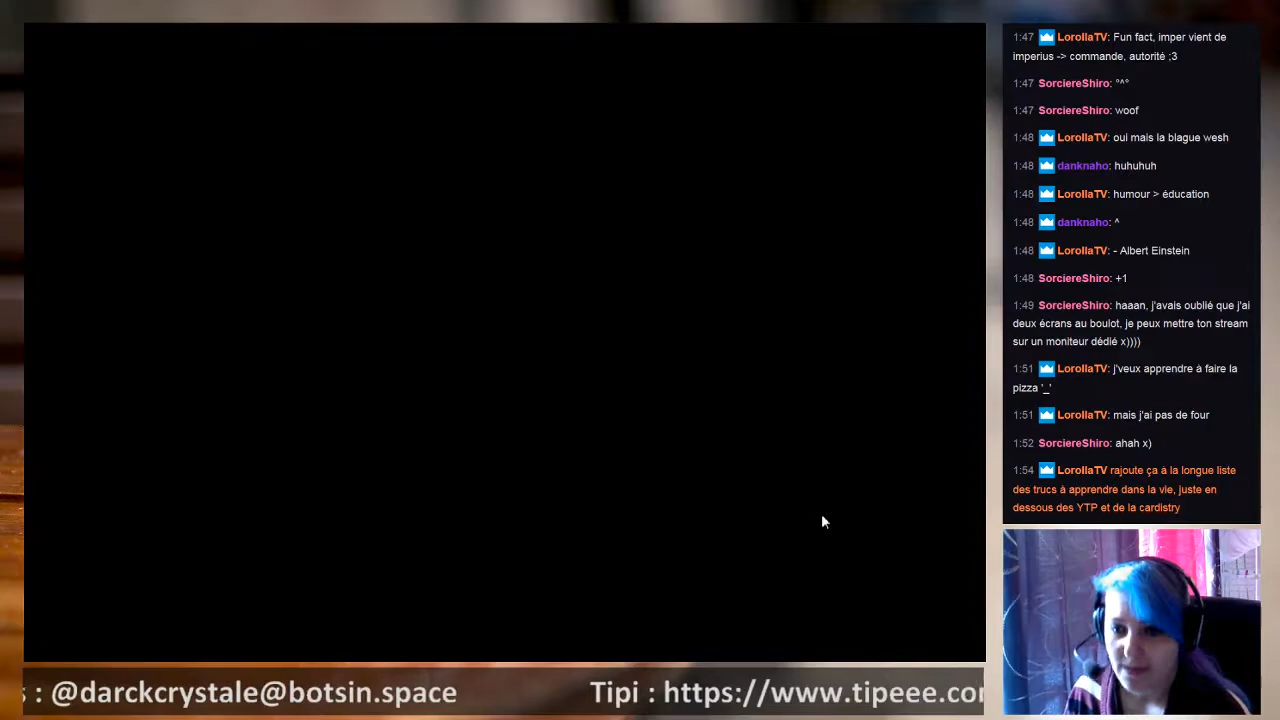 1:47 LorollaTV: Fun fact, imper vient de
imperius -> commande, autorité ;3
1:47 SorciereShiro: °^°
1:47 SorciereShiro: woof
1:48 LorollaTV: oui mais la blague wesh
1:48 danknaho: huhuhuh
1:48 LorollaTV: humour > éducation
1:48 danknaho: ^
1:48 LorollaTV: - Albert Einstein
1:48 SorciereShiro: +1
1:49 SorciereShiro: haaan, j'avais oublié que j'ai
deux écrans au boulot, je peux mettre ton stream
sur un moniteur dédié x))))
1:51 LorollaTV: j'veux apprendre à faire la
pizza '_'
1:51 LorollaTV: mais j'ai pas de four
1:52 SorciereShiro: ahah x)
1:54 LorollaTV rajoute ça à la longue liste
des trucs à apprendre dans la vie, juste en
dessous des YTP et de la cardistry
: @darckcrystale@botsin.space Tipi : https://www.tipeee.co